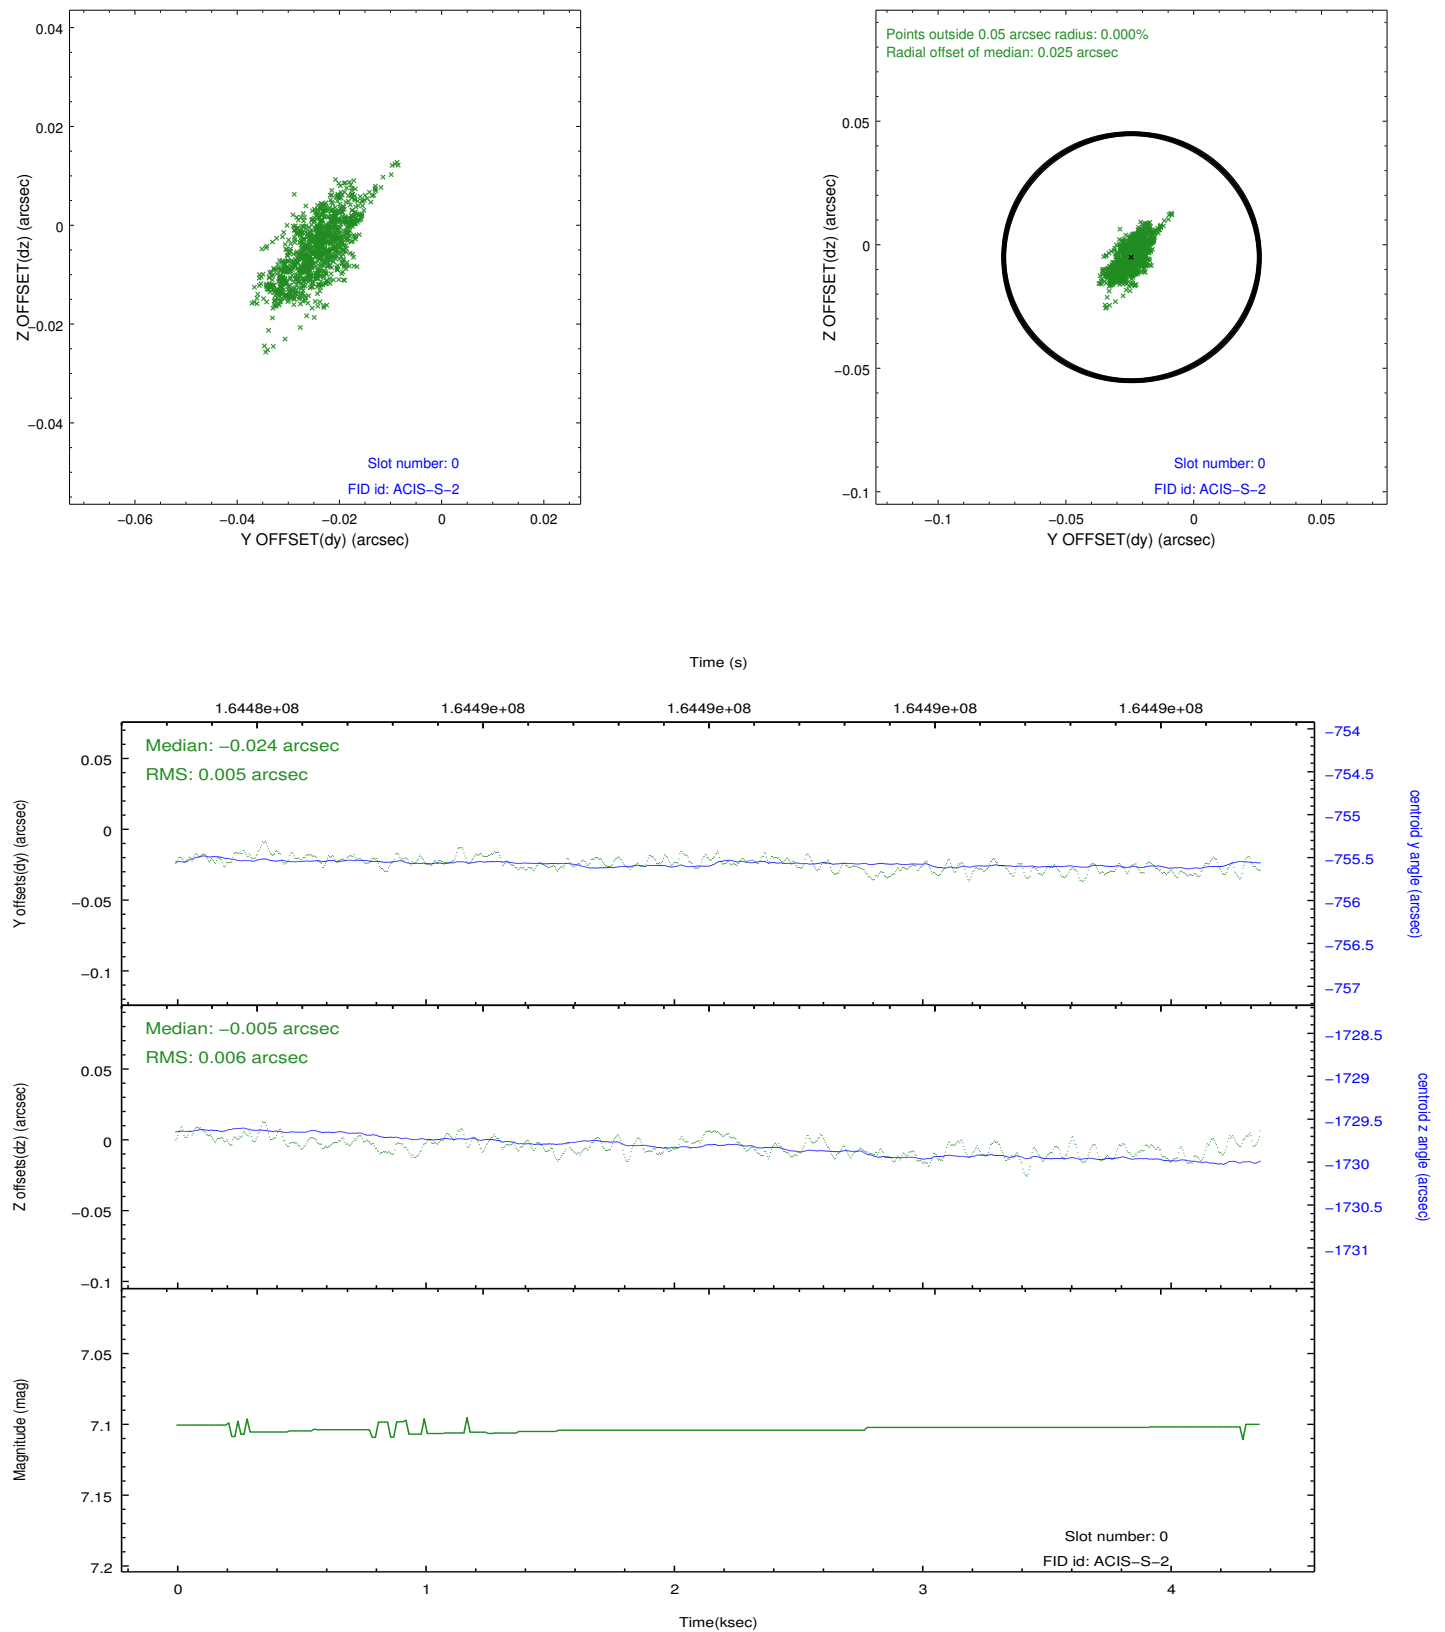 0.04
0.02
0
−0.02
−0.04
Z OFFSET(dz) (arcsec)
Slot number: 0
FID id: ACIS−S−2
−0.06
−0.04
−0.02
0
0.02
Y OFFSET(dy) (arcsec)
Points outside 0.05 arcsec radius: 0.000%
Radial offset of median: 0.025 arcsec
0.05
0
−0.05
−0.1
Z OFFSET(dz) (arcsec)
Slot number: 0
FID id: ACIS−S−2
−0.1
−0.05
0
0.05
Y OFFSET(dy) (arcsec)
Time (s)
1.6448e+08
1.6449e+08
1.6449e+08
1.6449e+08
1.6449e+08
Median: −0.024 arcsec
RMS: 0.005 arcsec
0.05
0
−0.05
−0.1
Y offsets(dy) (arcsec)
−754
−754.5
−755
−755.5
−756
−756.5
−757
centroid y angle (arcsec)
Median: −0.005 arcsec
RMS: 0.006 arcsec
0.05
0
−0.05
−0.1
Z offsets(dz) (arcsec)
−1728.5
−1729
−1729.5
−1730
−1730.5
−1731
centroid z angle (arcsec)
7.05
7.1
7.15
7.2
Magnitude (mag)
Slot number: 0
FID id: ACIS−S−2
0
1
2
3
4
Time(ksec)